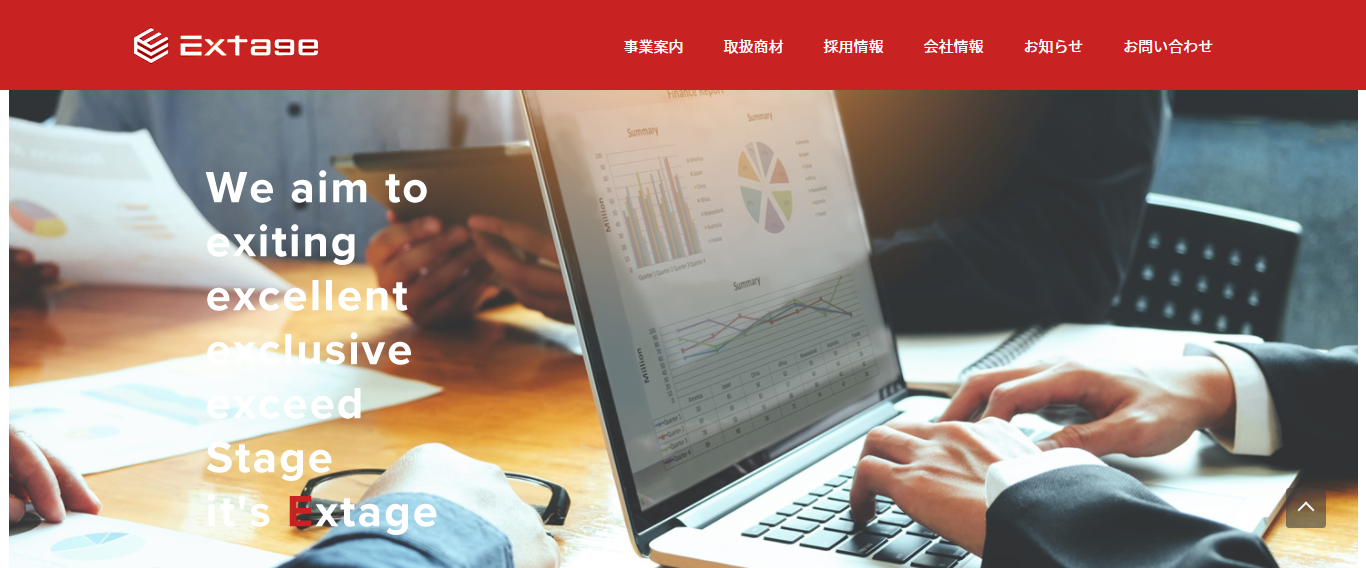 Extage
事業案内 取扱商材 採用情報 会社情報 お知らせ お問い合わせ
Finance Report
Summary
Summary
Million
Summary
Million
We aim to
exiting
excellent
exclusive
exceed
Stage
it's Extage